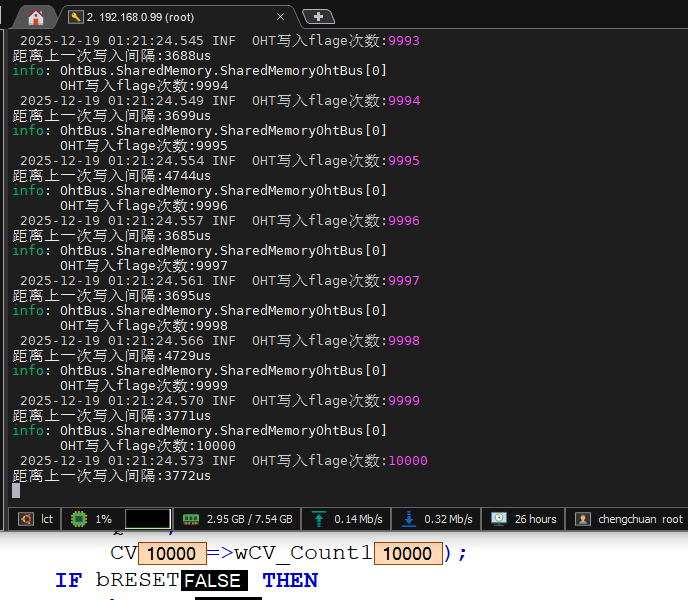 2. 192.168.0.99 (root)
2025-12-19 01:21:24.545 INF  OHT写入flage次数:9993
距离上一次写入间隔:3688us
info: OhtBus.SharedMemory.SharedMemoryOhtBus[0]
      OHT写入flage次数:9994
2025-12-19 01:21:24.549 INF  OHT写入flage次数:9994
距离上一次写入间隔:3699us
info: OhtBus.SharedMemory.SharedMemoryOhtBus[0]
      OHT写入flage次数:9995
2025-12-19 01:21:24.554 INF  OHT写入flage次数:9995
距离上一次写入间隔:4744us
info: OhtBus.SharedMemory.SharedMemoryOhtBus[0]
      OHT写入flage次数:9996
2025-12-19 01:21:24.557 INF  OHT写入flage次数:9996
距离上一次写入间隔:3685us
info: OhtBus.SharedMemory.SharedMemoryOhtBus[0]
      OHT写入flage次数:9997
2025-12-19 01:21:24.561 INF  OHT写入flage次数:9997
距离上一次写入间隔:3695us
info: OhtBus.SharedMemory.SharedMemoryOhtBus[0]
      OHT写入flage次数:9998
2025-12-19 01:21:24.566 INF  OHT写入flage次数:9998
距离上一次写入间隔:4729us
info: OhtBus.SharedMemory.SharedMemoryOhtBus[0]
      OHT写入flage次数:9999
2025-12-19 01:21:24.570 INF  OHT写入flage次数:9999
距离上一次写入间隔:3771us
info: OhtBus.SharedMemory.SharedMemoryOhtBus[0]
      OHT写入flage次数:10000
2025-12-19 01:21:24.573 INF  OHT写入flage次数:10000
距离上一次写入间隔:3772us
lct 1% 2.95 GB / 7.54 GB 0.14 Mb/s 0.32 Mb/s 26 hours chengchuan root
CV 10000 =>wCV_Count1 10000 );
IF bRESET FALSE THEN